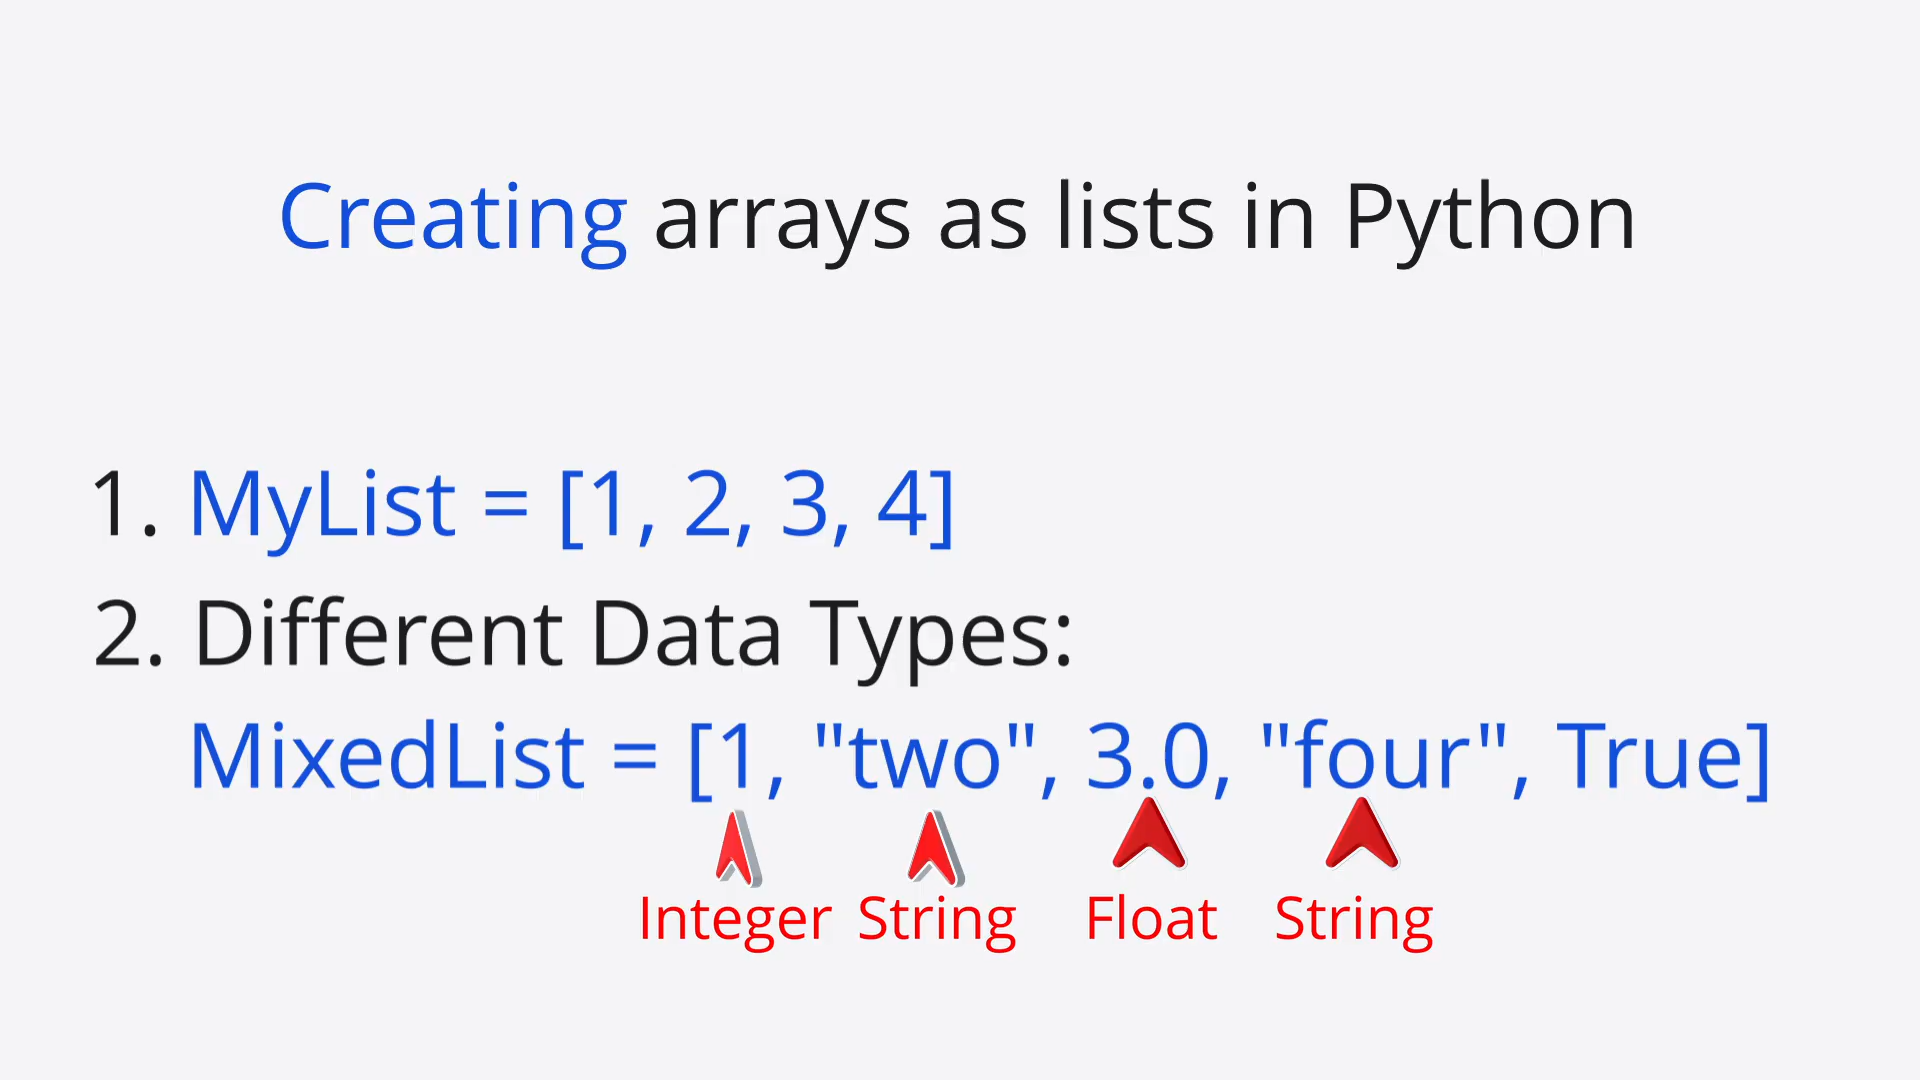 Creating arrays as lists in Python
1. MyList = [1, 2, 3, 4]
2. Different Data Types:
MixedList = [1, "two", 3.0, "four", True]
Integer String Float String